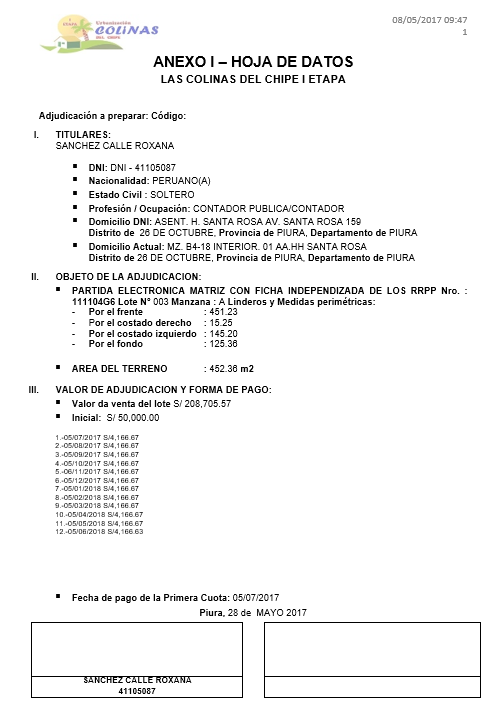 Urbanización
COLINAS
DEL CHIPE
08/05/2017 09:47
1
ANEXO I – HOJA DE DATOS
LAS COLINAS DEL CHIPE I ETAPA
Adjudicación a preparar: Código:
I. TITULARES:
SANCHEZ CALLE ROXANA
▪ DNI: DNI - 41105087
▪ Nacionalidad: PERUANO(A)
▪ Estado Civil : SOLTERO
▪ Profesión / Ocupación: CONTADOR PUBLICA/CONTADOR
▪ Domicilio DNI: ASENT. H. SANTA ROSA AV. SANTA ROSA 159
Distrito de 26 DE OCTUBRE, Provincia de PIURA, Departamento de PIURA
▪ Domicilio Actual: MZ. B4-18 INTERIOR. 01 AA.HH SANTA ROSA
Distrito de 26 DE OCTUBRE, Provincia de PIURA, Departamento de PIURA
II. OBJETO DE LA ADJUDICACION:
▪ PARTIDA ELECTRONICA MATRIZ CON FICHA INDEPENDIZADA DE LOS RRPP Nro. :
111104G6 Lote Nº 003 Manzana : A Linderos y Medidas perimétricas:
- Por el frente : 451.23
- Por el costado derecho : 15.25
- Por el costado izquierdo : 145.20
- Por el fondo : 125.36
▪ AREA DEL TERRENO : 452.36 m2
III. VALOR DE ADJUDICACION Y FORMA DE PAGO:
▪ Valor da venta del lote S/ 208,705.57
▪ Inicial: S/ 50,000.00
1.-05/07/2017 S/4,166.67
2.-05/08/2017 S/4,166.67
3.-05/09/2017 S/4,166.67
4.-05/10/2017 S/4,166.67
5.-06/11/2017 S/4,166.67
6.-05/12/2017 S/4,166.67
7.-05/01/2018 S/4,166.67
8.-05/02/2018 S/4,166.67
9.-05/03/2018 S/4,166.67
10.-05/04/2018 S/4,166.67
11.-05/05/2018 S/4,166.67
12.-05/06/2018 S/4,166.63
▪ Fecha de pago de la Primera Cuota: 05/07/2017
Piura, 28 de MAYO 2017
SANCHEZ CALLE ROXANA
41105087